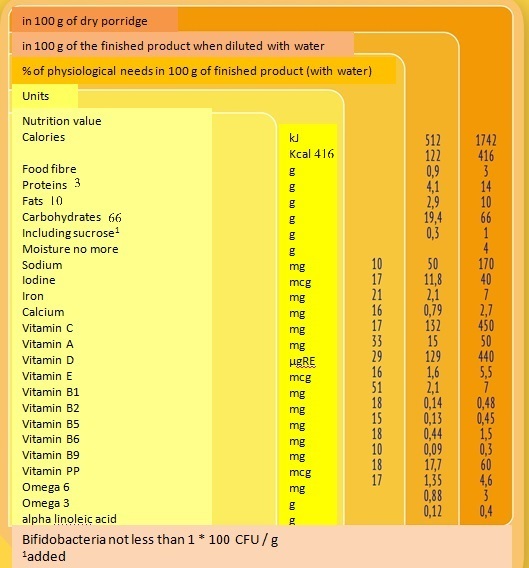 in 100 g of dry porridge
in 100 g of the finished product when diluted with water
% of physiological needs in 100 g of finished product (with water)
Units
Nutrition value
Calories kJ 512 1742
Kcal 416 122 416
Food fibre g 0,9 3
Proteins 3 g 4,1 14
Fats 10 g 2,9 10
Carbohydrates 66 g 19,4 66
Including sucrose¹ g 0,3 1
Moisture no more g 4
Sodium mg 10 50 170
Iodine mcg 17 11,8 40
Iron mg 21 2,1 7
Calcium mg 16 0,79 2,7
Vitamin C mg 17 132 450
Vitamin A mg 33 15 50
Vitamin D µgRE 29 129 440
Vitamin E mcg 16 1,6 5,5
Vitamin B1 mg 51 2,1 7
Vitamin B2 mg 18 0,14 0,48
Vitamin B5 mg 15 0,13 0,45
Vitamin B6 mg 18 0,44 1,5
Vitamin B9 mg 10 0,09 0,3
Vitamin PP mcg 18 17,7 60
Omega 6 mg 17 1,35 4,6
Omega 3 g 0,88 3
alpha linoleic acid g 0,12 0,4
Bifidobacteria not less than 1 * 100 CFU / g
¹added